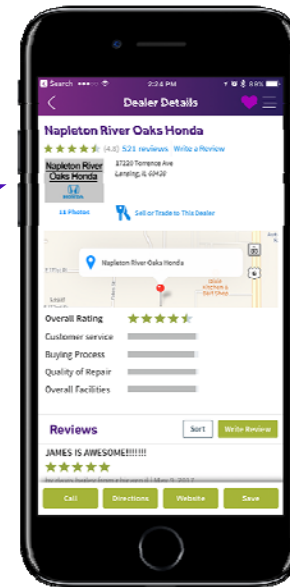 Search 2:24 PM 89%
Dealer Details
Napleton River Oaks Honda
(4.8) 521 reviews Write a Review
Napleton River
Oaks Honda
HONDA
17220 Torrence Ave
Lansing, IL 60438
18 Photos
Sell or Trade to This Dealer
Napleton River Oaks Honda
Overall Rating
Customer service
Buying Process
Quality of Repair
Overall Facilities
Reviews
Sort
Write Review
JAMES IS AWESOME!!!!!!!
Call
Directions
Website
Save